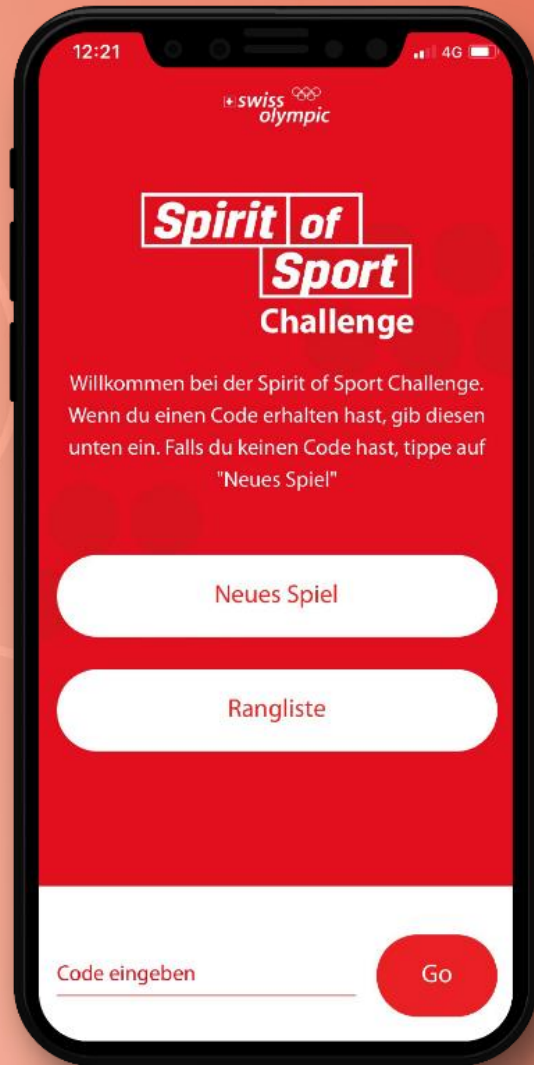 12:21
4G
swiss
olympic
Spirit of
Sport
Challenge
Willkommen bei der Spirit of Sport Challenge.
Wenn du einen Code erhalten hast, gib diesen
unten ein. Falls du keinen Code hast, tippe auf
"Neues Spiel"
Neues Spiel
Rangliste
Code eingeben
Go